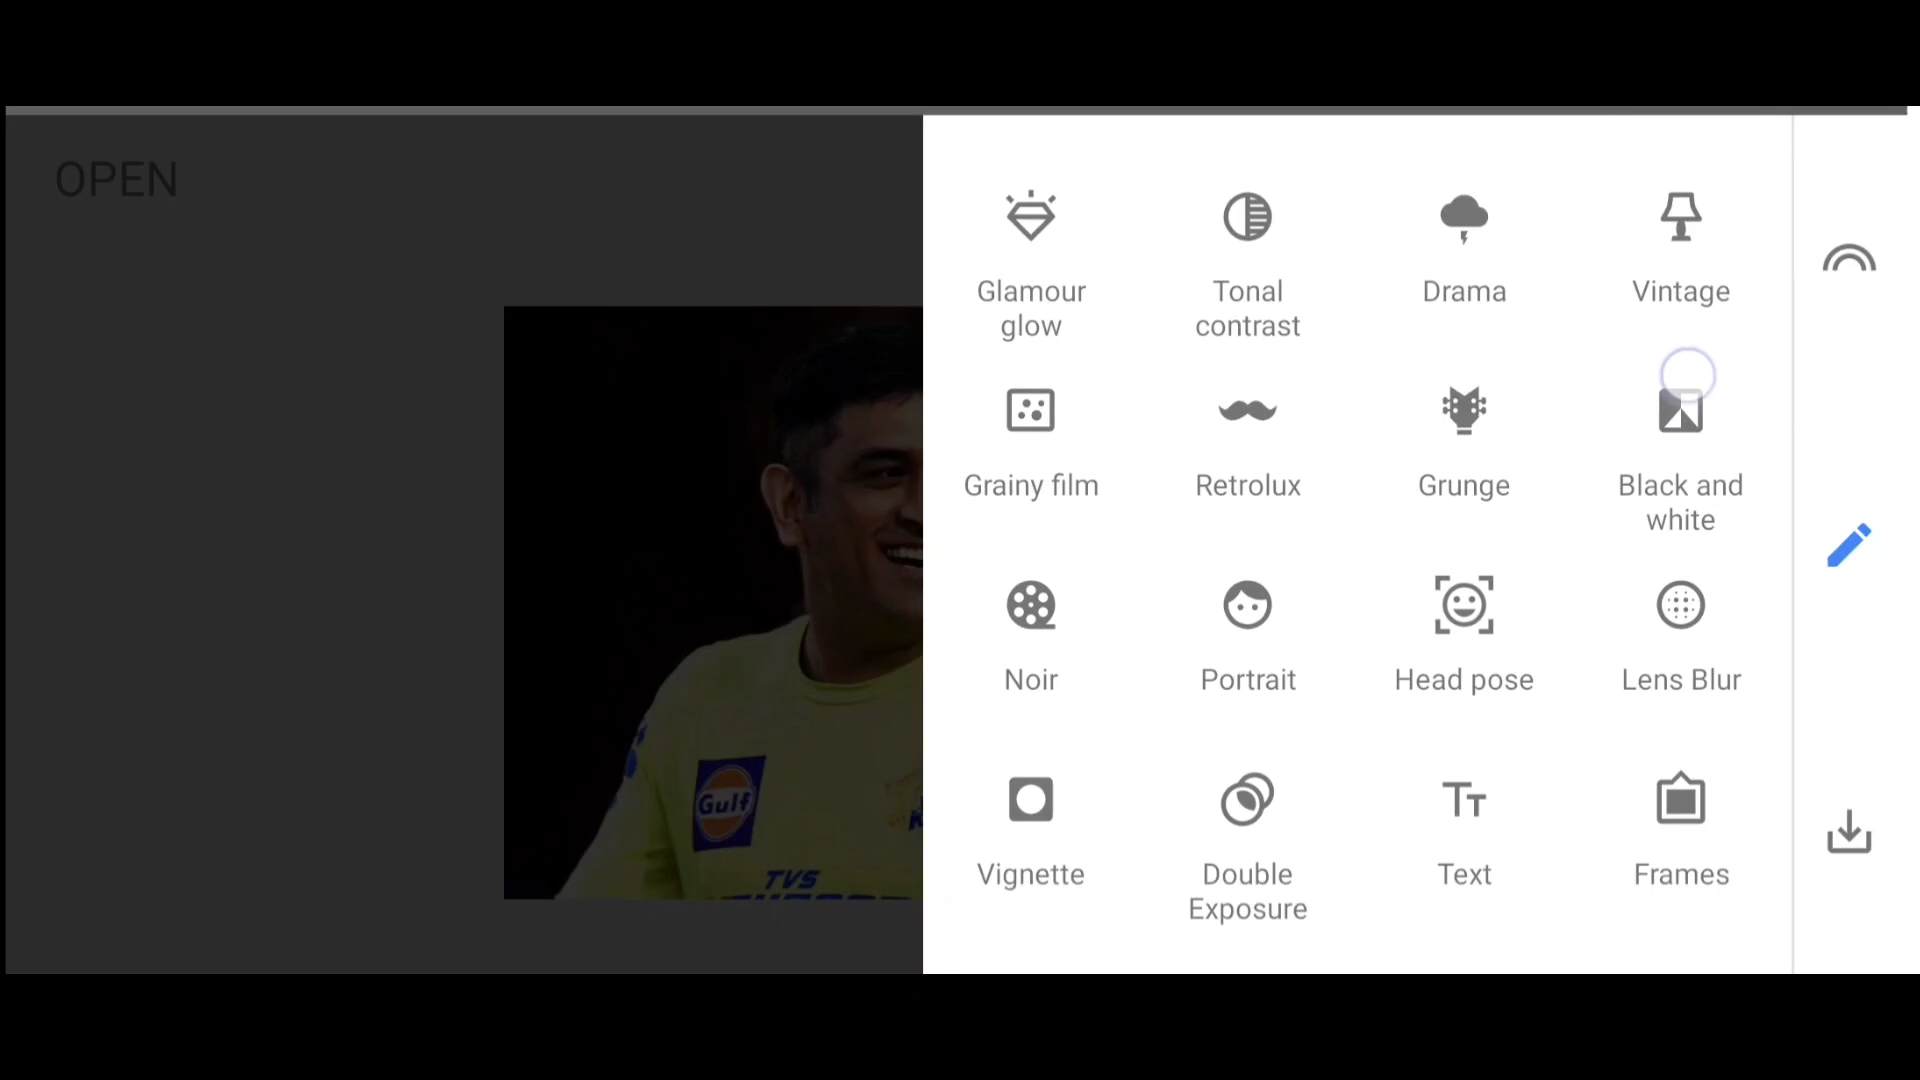 OPEN
Glamour
glow
Tonal
contrast
Drama
Vintage
Grainy film
Retrolux
Grunge
Black and
white
Noir
Portrait
Head pose
Lens Blur
Vignette
Double
Exposure
Text
Frames
Gulf
TVS